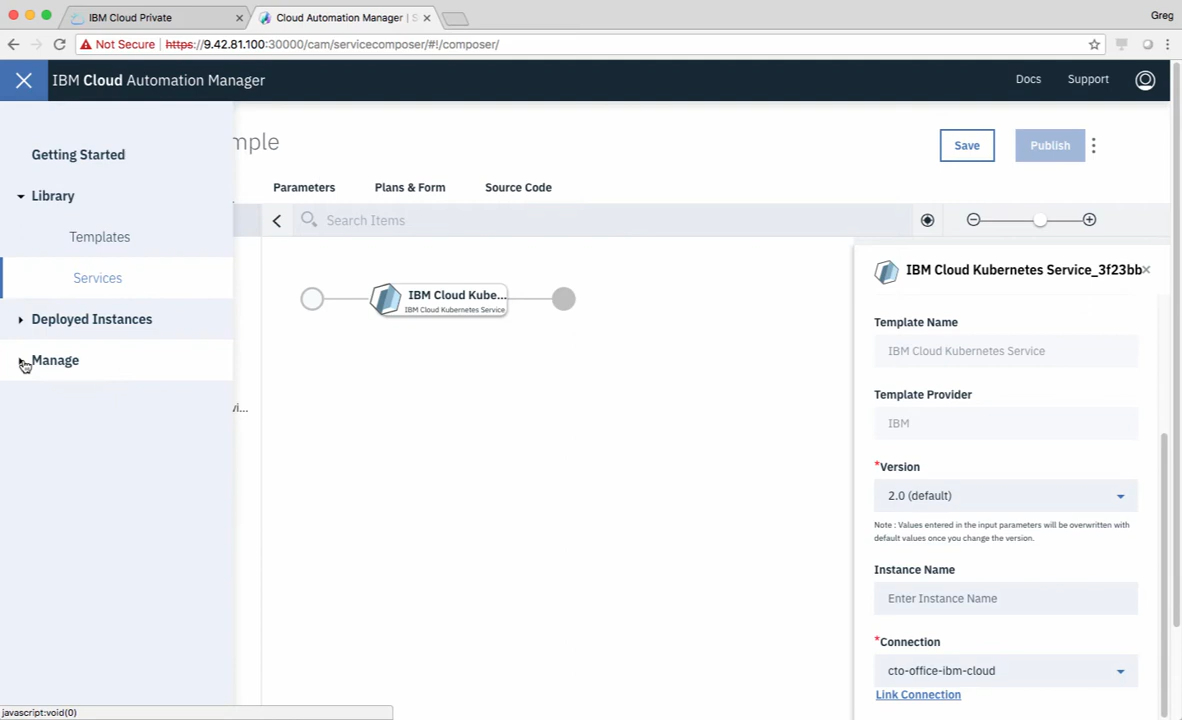 IBM Cloud Private
Cloud Automation Manager | S
Greg
Not Secure https://9.42.81.100:30000/cam/servicecomposer/#!/composer/
IBM Cloud Automation Manager
Docs
Support
Getting Started
mple
Save
Publish
Library
Parameters
Plans & Form
Source Code
Search Items
Templates
Services
Deployed Instances
Manage
vi...
IBM Cloud Kube...
IBM Cloud Kubernetes Service
IBM Cloud Kubernetes Service_3f23bb
Template Name
IBM Cloud Kubernetes Service
Template Provider
IBM
*Version
2.0 (default)
Note : Values entered in the input parameters will be overwritten with
default values once you change the version.
Instance Name
Enter Instance Name
*Connection
cto-office-ibm-cloud
Link Connection
javascript:void(0)